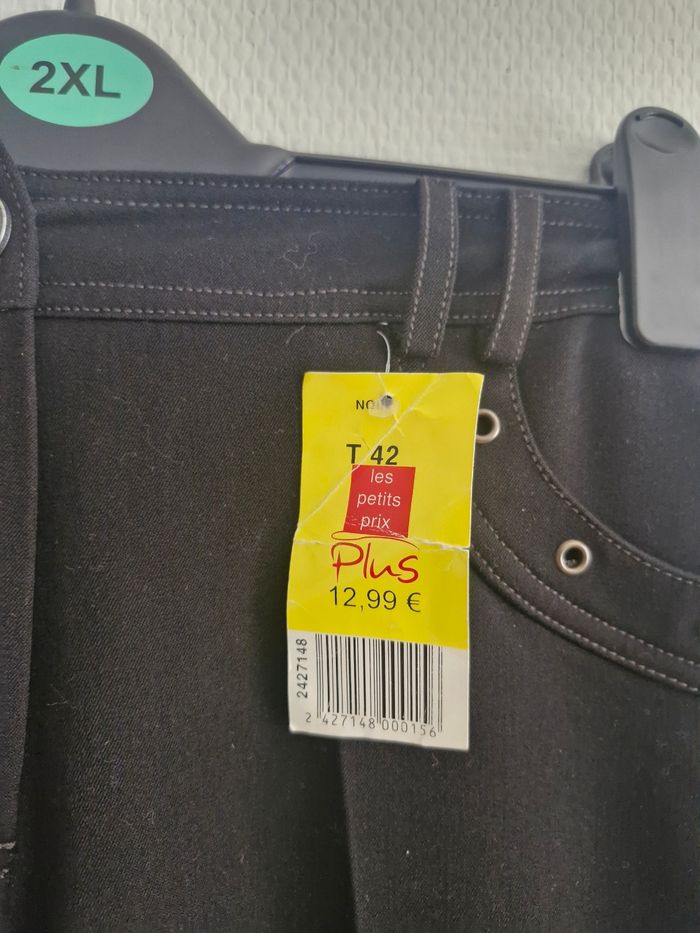 2XL
T 42
les
petits
prix
Plus
12,99 €
2427148
2 427148 000156